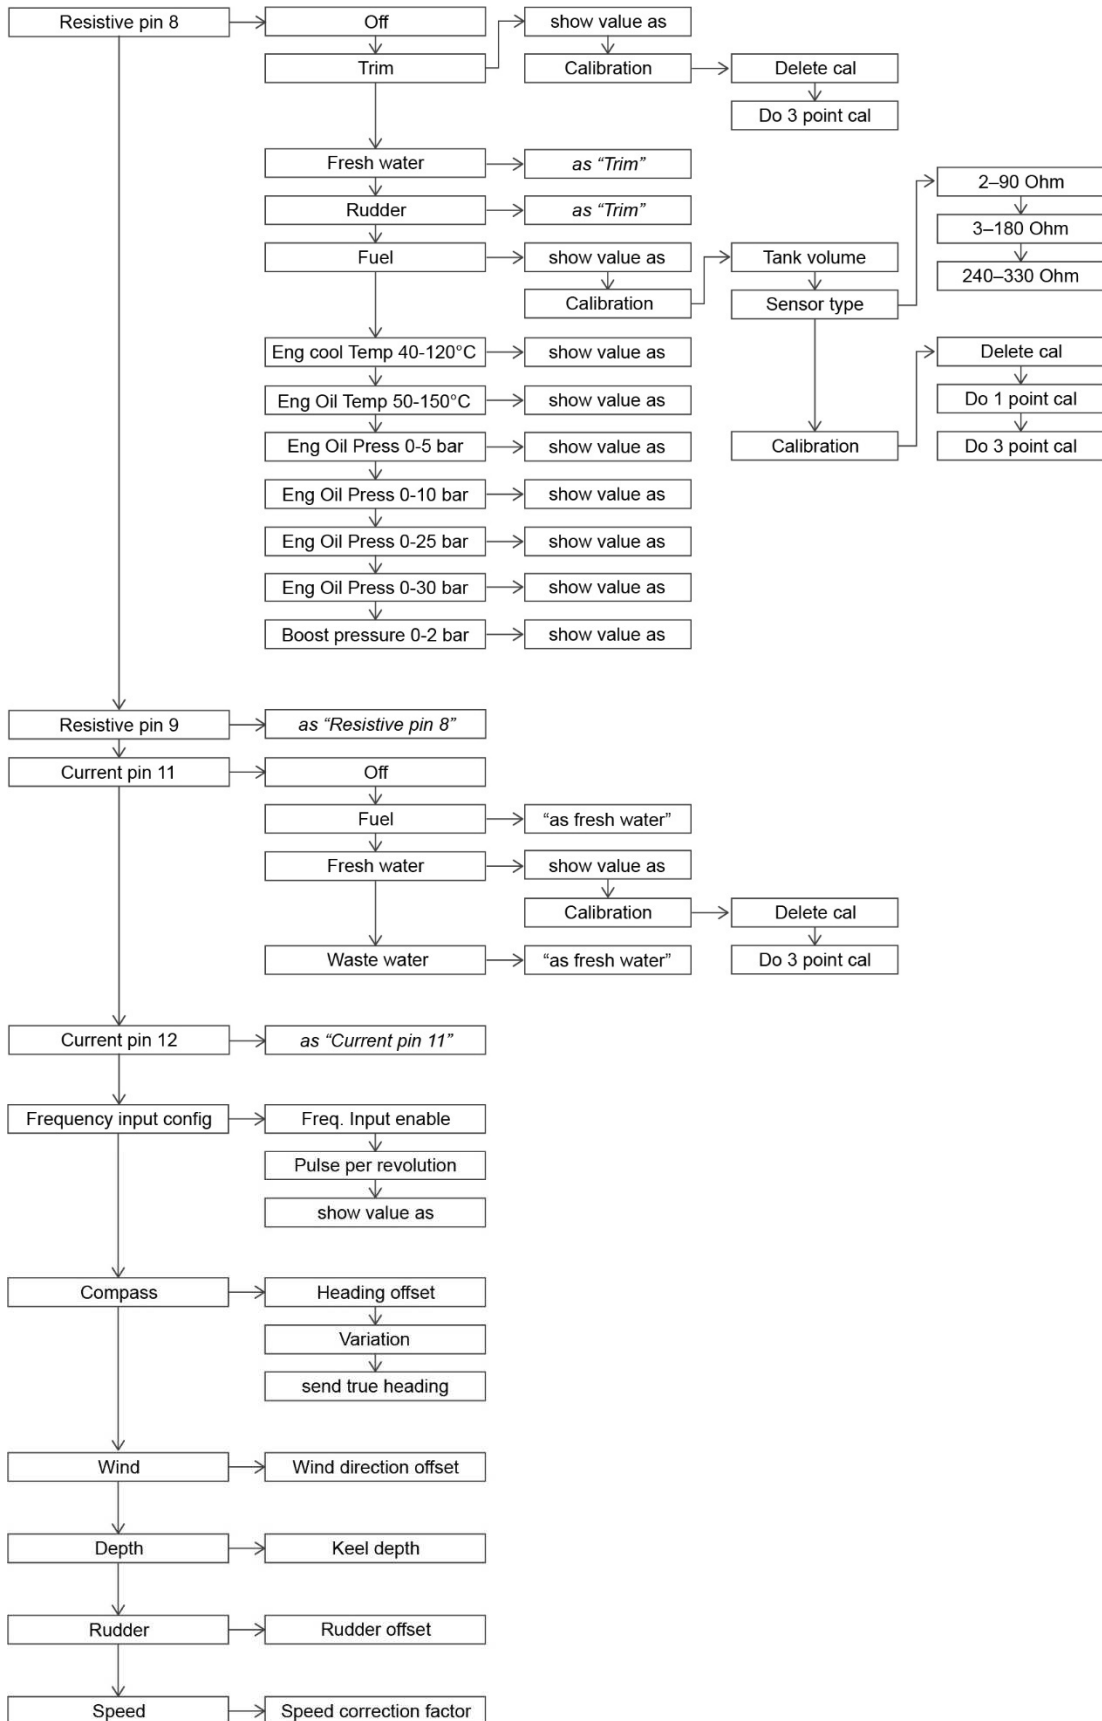 Resistive pin 8
Off
show value as
Trim
Calibration
Delete cal
Do 3 point cal
Fresh water
as “Trim”
2–90 Ohm
Rudder
as “Trim”
3–180 Ohm
Fuel
show value as
Tank volume
240–330 Ohm
Calibration
Sensor type
Eng cool Temp 40-120°C
show value as
Delete cal
Eng Oil Temp 50-150°C
show value as
Do 1 point cal
Eng Oil Press 0-5 bar
show value as
Calibration
Do 3 point cal
Eng Oil Press 0-10 bar
show value as
Eng Oil Press 0-25 bar
show value as
Eng Oil Press 0-30 bar
show value as
Boost pressure 0-2 bar
show value as
Resistive pin 9
as “Resistive pin 8”
Current pin 11
Off
Fuel
“as fresh water”
Fresh water
show value as
Calibration
Delete cal
Waste water
“as fresh water”
Do 3 point cal
Current pin 12
as “Current pin 11”
Frequency input config
Freq. Input enable
Pulse per revolution
show value as
Compass
Heading offset
Variation
send true heading
Wind
Wind direction offset
Depth
Keel depth
Rudder
Rudder offset
Speed
Speed correction factor